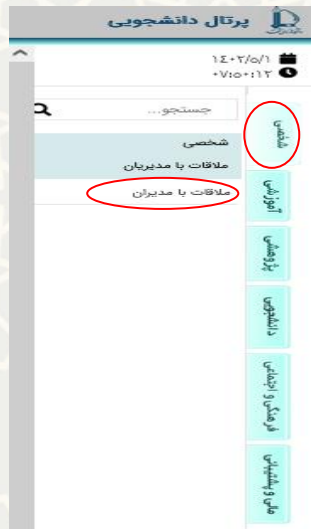 پرتال دانشجویی
۱۴۰۲/۵/۱
۰۷:۵۰:۱۲
جستجو...
شخصی
ملاقات با مدیریان
ملاقات با مدیران
شخصی
آموزشی
پژوهشی
دانشجویی
فرهنگی و اجتماعی
مالی و پشتیبانی